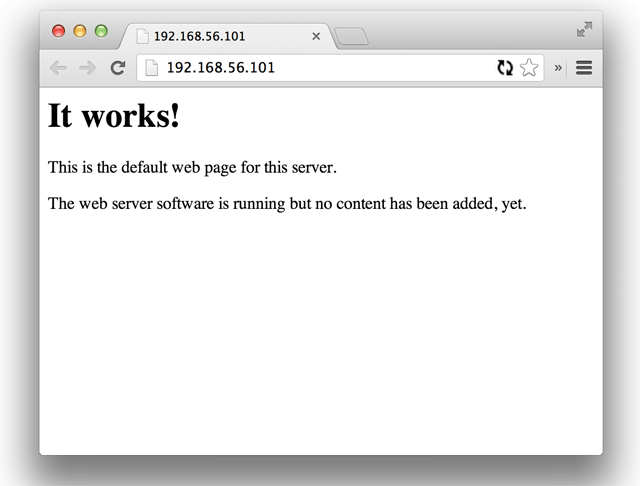 192.168.56.101
192.168.56.101
It works!
This is the default web page for this server.
The web server software is running but no content has been added, yet.